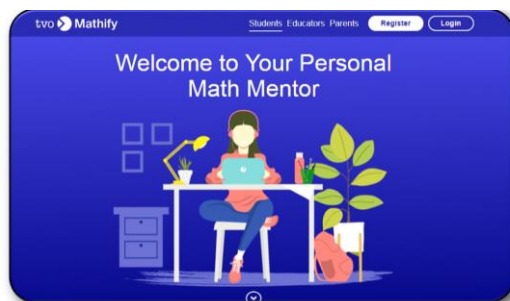 tvo Mathify Students Educators Parents Register Login
Welcome to Your Personal
Math Mentor